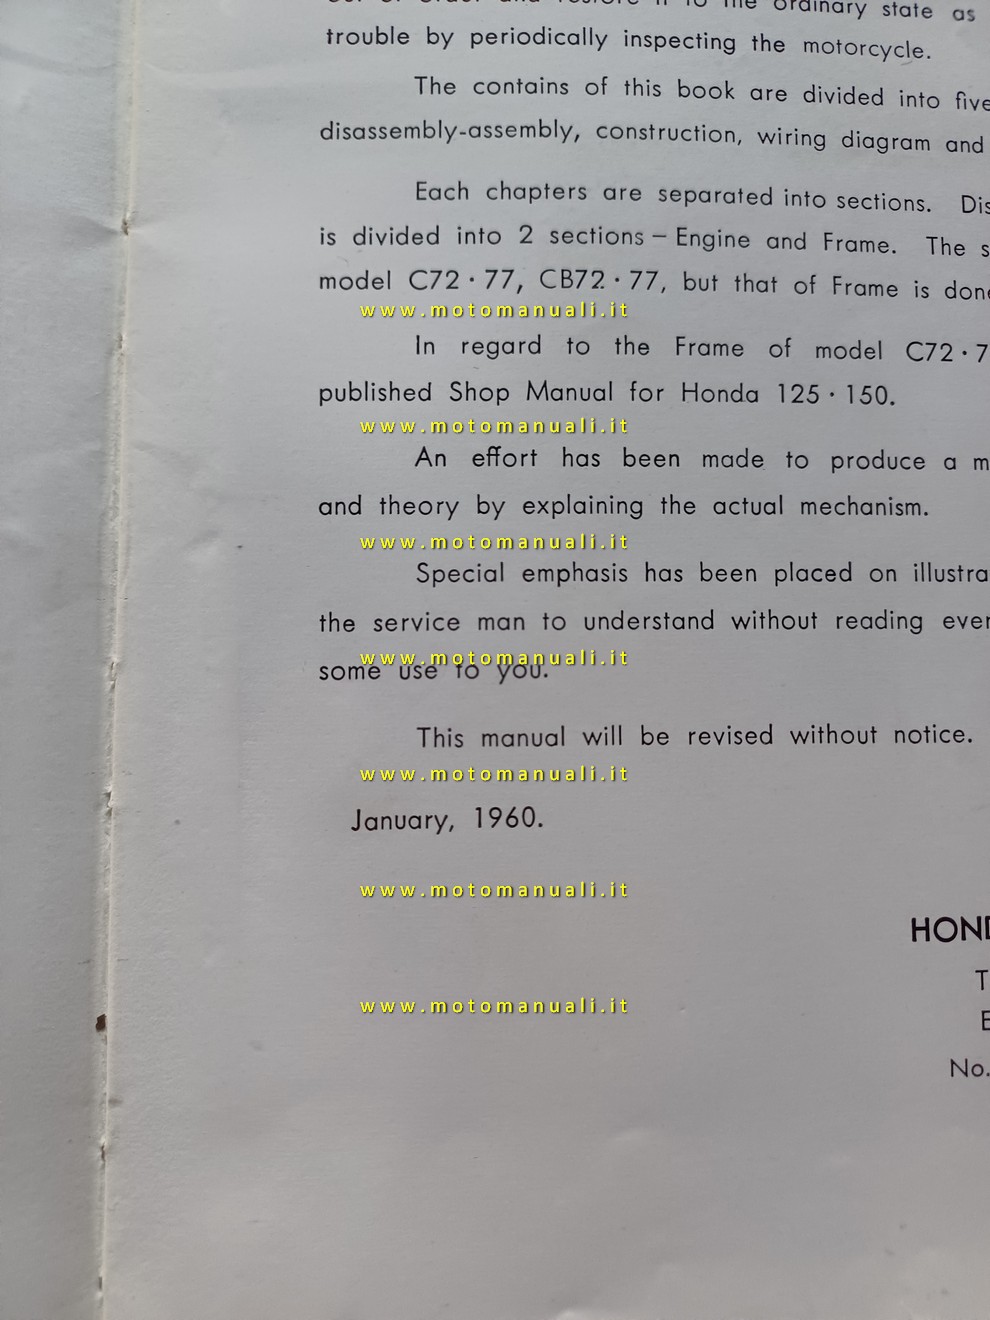 ordinary state as
trouble by periodically inspecting the motorcycle.
The contains of this book are divided into five
disassembly-assembly, construction, wiring diagram and
Each chapters are separated into sections.
is divided into 2 sections – Engine and Frame. The
model C72·77, CB72·77, but that of Frame is
www.motomanuali.it
In regard to the Frame of model C72·7
published Shop Manual for Honda 125·150.
www.motomanuali.it
An effort has been made to produce a
and theory by explaining the actual mechanism.
www.motomanuali.it
Special emphasis has been placed on
the service man to understand without reading
www.motomanuali.it
some use to you.
This manual will be revised without notice.
www.motomanuali.it
January, 1960.
www.motomanuali.it
www.motomanuali.it
No.